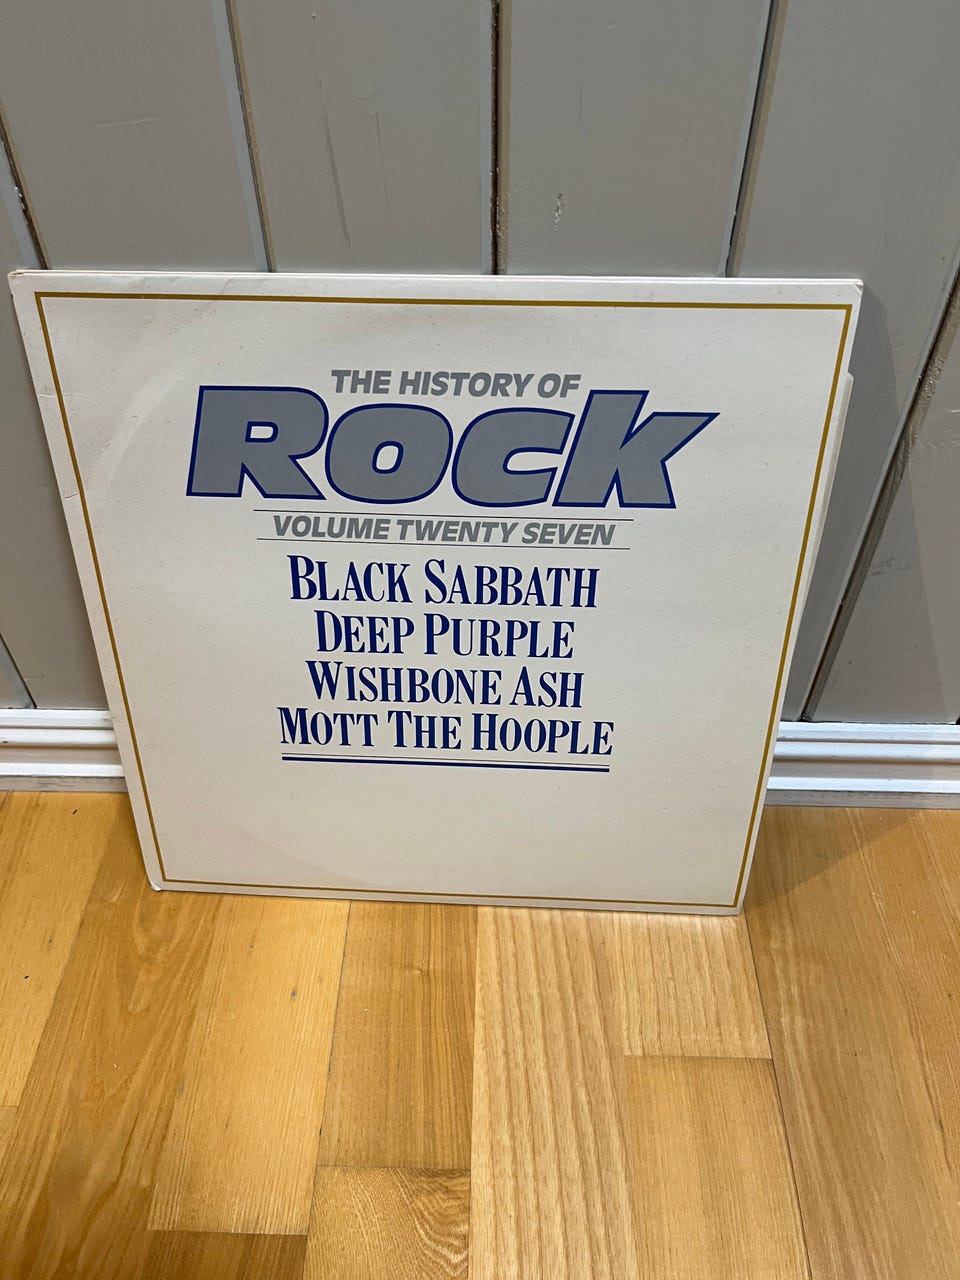 THE HISTORY OF
ROCK
VOLUME TWENTY SEVEN
BLACK SABBATH
DEEP PURPLE
WISHBONE ASH
MOTT THE HOOPLE